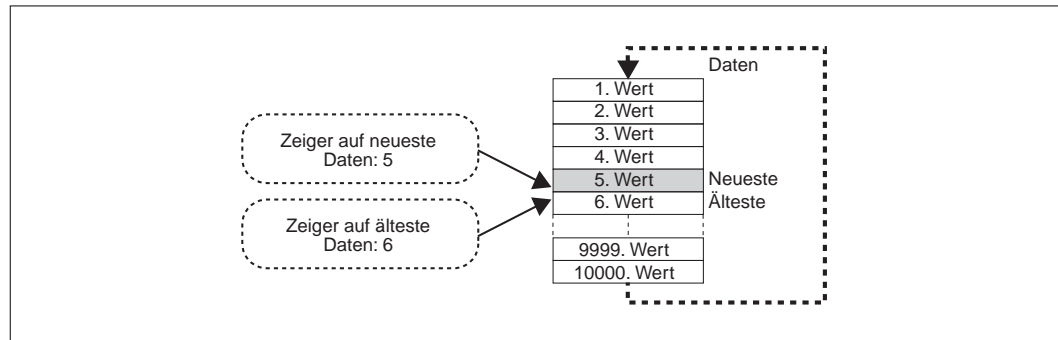 Daten
1. Wert
2. Wert
3. Wert
4. Wert
5. Wert
6. Wert
9999. Wert
10000. Wert
Neueste
Älteste
Zeiger auf neueste
Daten: 5
Zeiger auf älteste
Daten: 6